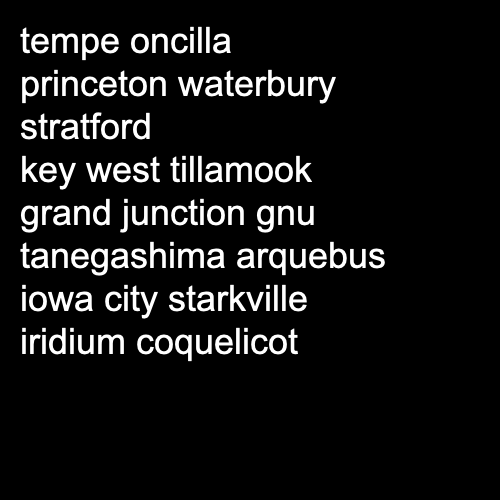 tempe oncilla
princeton waterbury
stratford
key west tillamook
grand junction gnu
tanegashima arquebus
iowa city starkville
iridium coquelicot